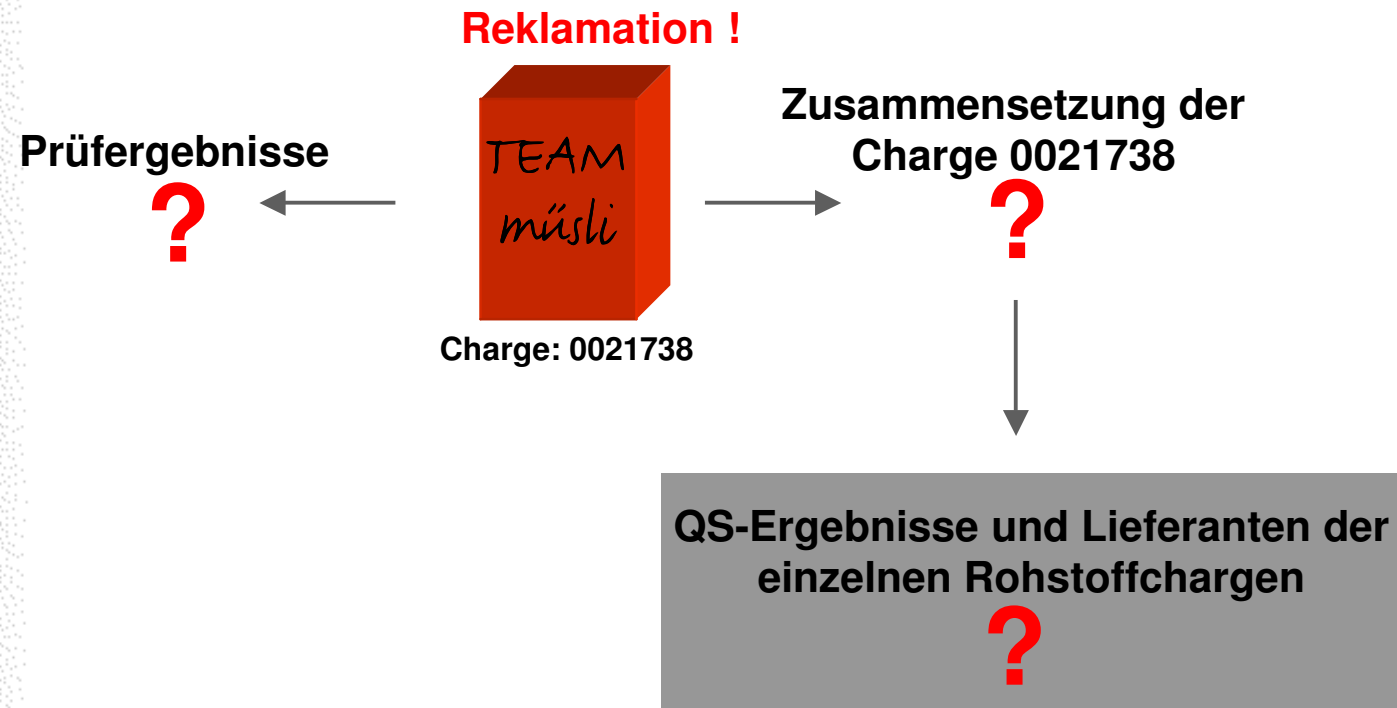 Reklamation !
Prüfergebnisse
?
TEAM
müsli
Charge: 0021738
Zusammensetzung der
Charge 0021738
?
QS-Ergebnisse und Lieferanten der
einzelnen Rohstoffchargen
?